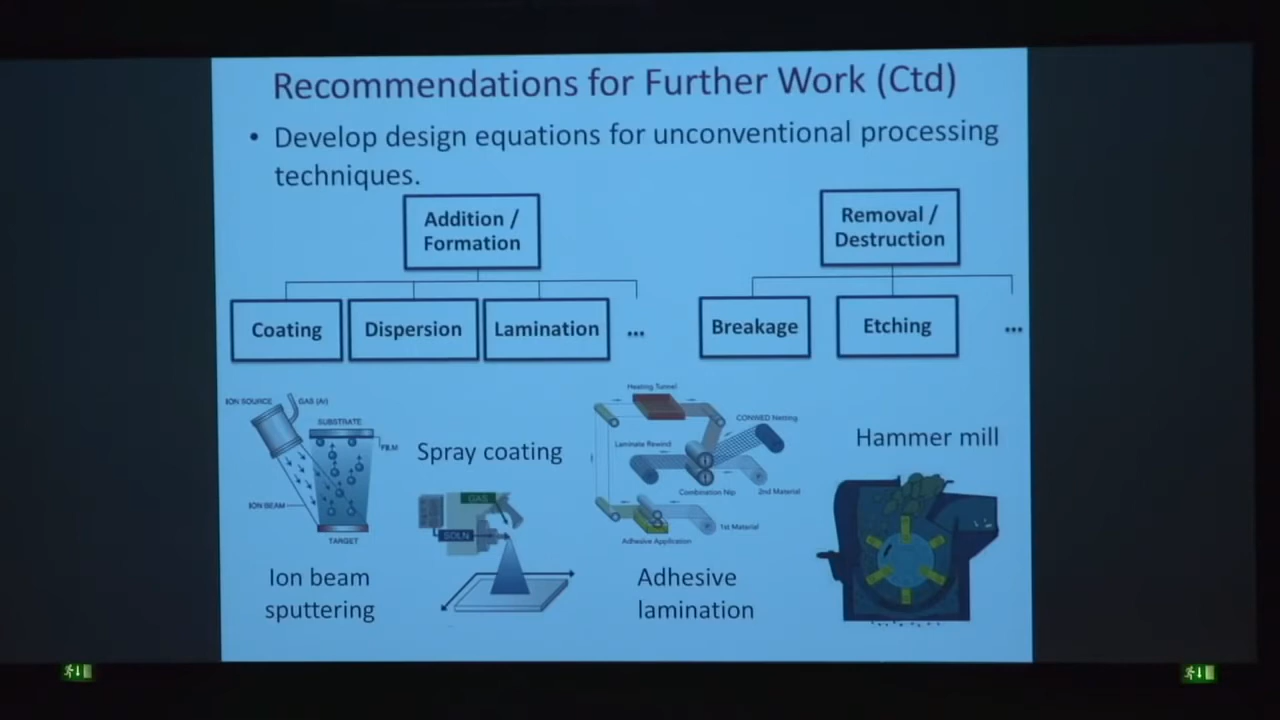 Recommendations for Further Work (Ctd)
• Develop design equations for unconventional processing
techniques.
Addition /
Formation
Removal /
Destruction
Coating
Dispersion
Lamination
...
Breakage
Etching
...
ION SOURCE
GAS (Ar)
SUBSTRATE
FILM
ION BEAM
TARGET
Ion beam
sputtering
Spray coating
GAS
SOLN
Heating Tunnel
CONWED Netting
Laminate Rewind
Combination Nip
2nd Material
1st Material
Adhesive Application
Adhesive
lamination
Hammer mill